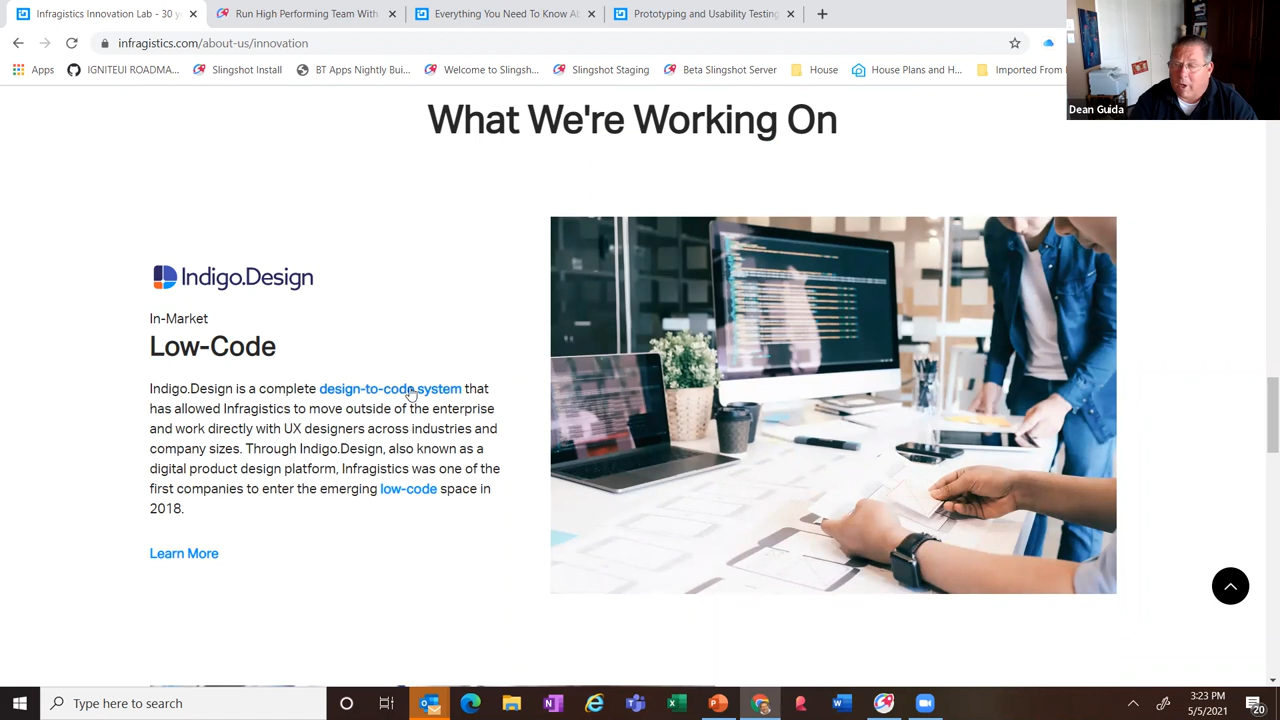 Infragistics Innovation Lab - 30 y
Run High Performing Team With
Everything You Need To Know A
Prototyping and Usability Testing
infragistics.com/about-us/innovation
Apps
IGNITEUI ROADMA...
Slingshot Install
BT Apps Nightly Bui...
Welcome to Slingsh...
Slingshot Staging
Beta Slingshot Server
House
House Plans and H...
Imported From
Dean Guida
What We're Working On
Indigo.Design
In-Market
Low-Code
Indigo.Design is a complete design-to-code system that
has allowed Infragistics to move outside of the enterprise
and work directly with UX designers across industries and
company sizes. Through Indigo.Design, also known as a
digital product design platform, Infragistics was one of the
first companies to enter the emerging low-code space in
2018.
Learn More
Type here to search
3:23 PM
5/5/2021
20